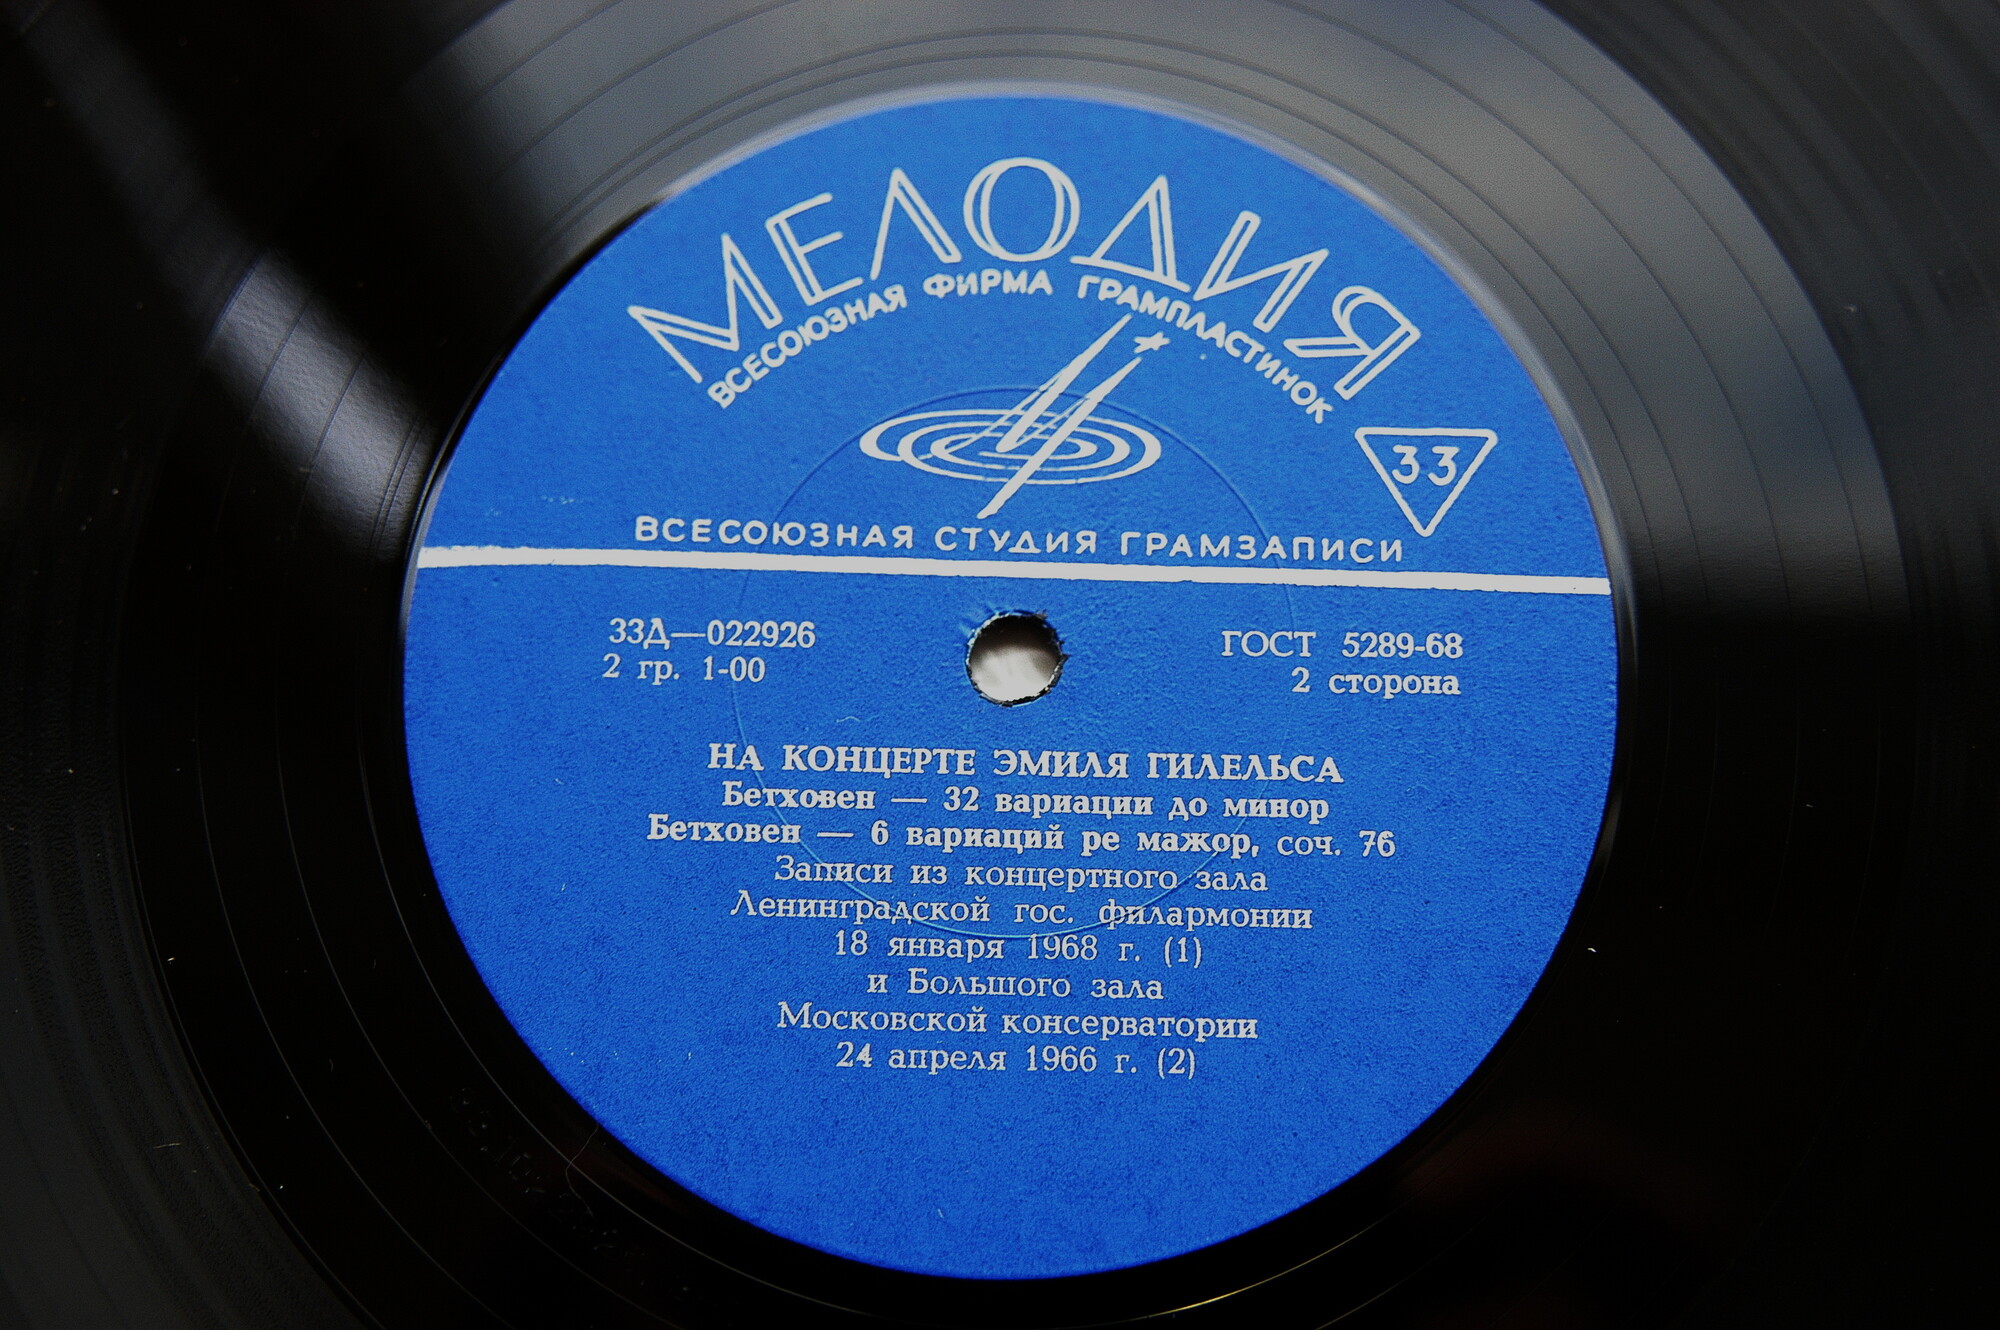 МЕЛОДИЯ
ВСЕСОЮЗНАЯ ФИРМА ГРАМПЛАСТИНОК
33
ВСЕСОЮЗНАЯ СТУДИЯ ГРАМЗАПИСИ
33Д—022926
2 гр. 1-00
ГОСТ 5289-68
2 сторона
НА КОНЦЕРТЕ ЭМИЛЯ ГИЛЕЛЬСА
Бетховен — 32 вариации до минор
Бетховен — 6 вариаций ре мажор, соч. 76
Записи из концертного зала
Ленинградской гос. филармонии
18 января 1968 г. (1)
и Большого зала
Московской консерватории
24 апреля 1966 г. (2)